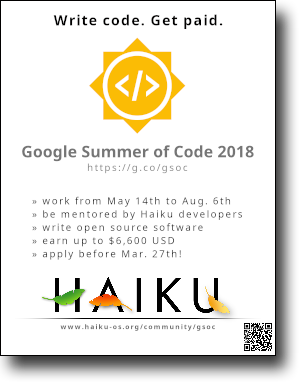 Write code. Get paid.
</>
Google Summer of Code 2018
https://g.co/gsoc
» work from May 14th to Aug. 6th
» be mentored by Haiku developers
» write open source software
» earn up to $6,600 USD
» apply before Mar. 27th!
HAIKU
www.haiku-os.org/community/gsoc